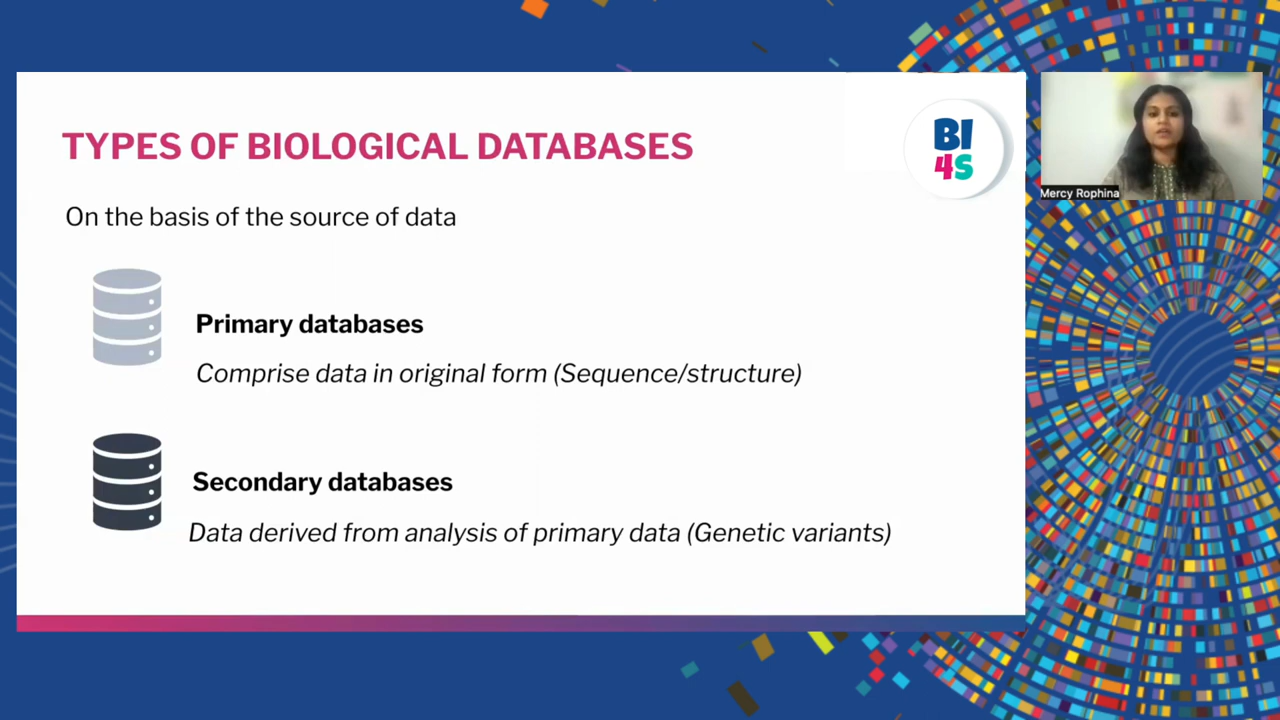 TYPES OF BIOLOGICAL DATABASES
BI
4S
Mercy Rophina
On the basis of the source of data
Primary databases
Comprise data in original form (Sequence/structure)
Secondary databases
Data derived from analysis of primary data (Genetic variants)